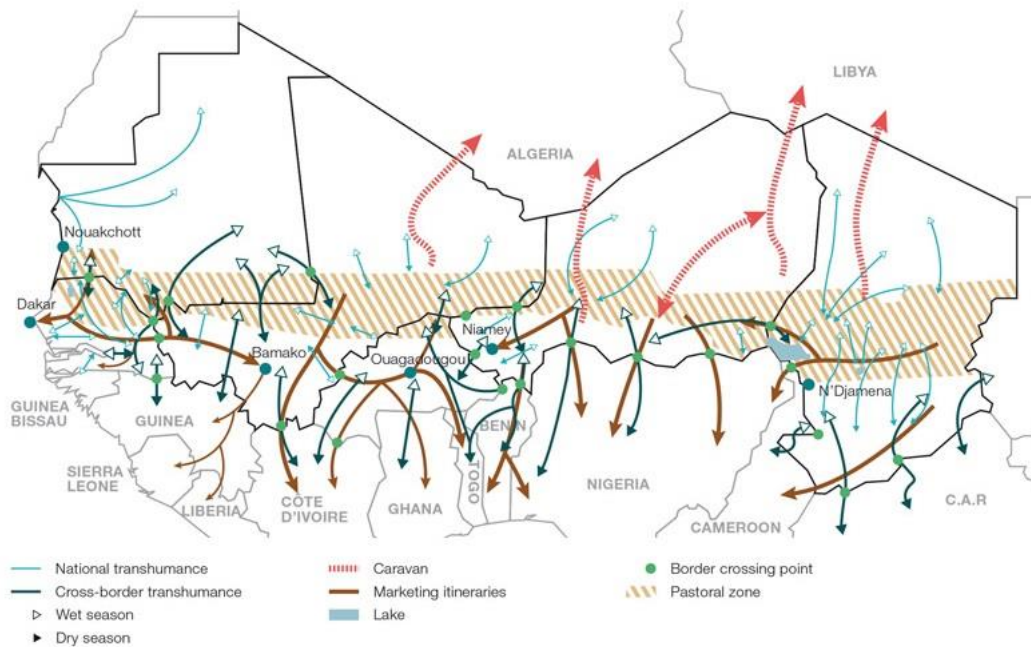 LIBYA
ALGERIA
Nouakchott
Dakar
Bamako
Niamey
Ouagadougou
N'Djamena
GUINEA
BISSAU
GUINEA
SIERRA
LEONE
LIBERIA
CÔTE
D'IVOIRE
GHANA
TOGO
BENIN
NIGERIA
CAMEROON
C.A.R
National transhumance
Cross-border transhumance
Wet season
Dry season
Caravan
Marketing itineraries
Lake
Border crossing point
Pastoral zone